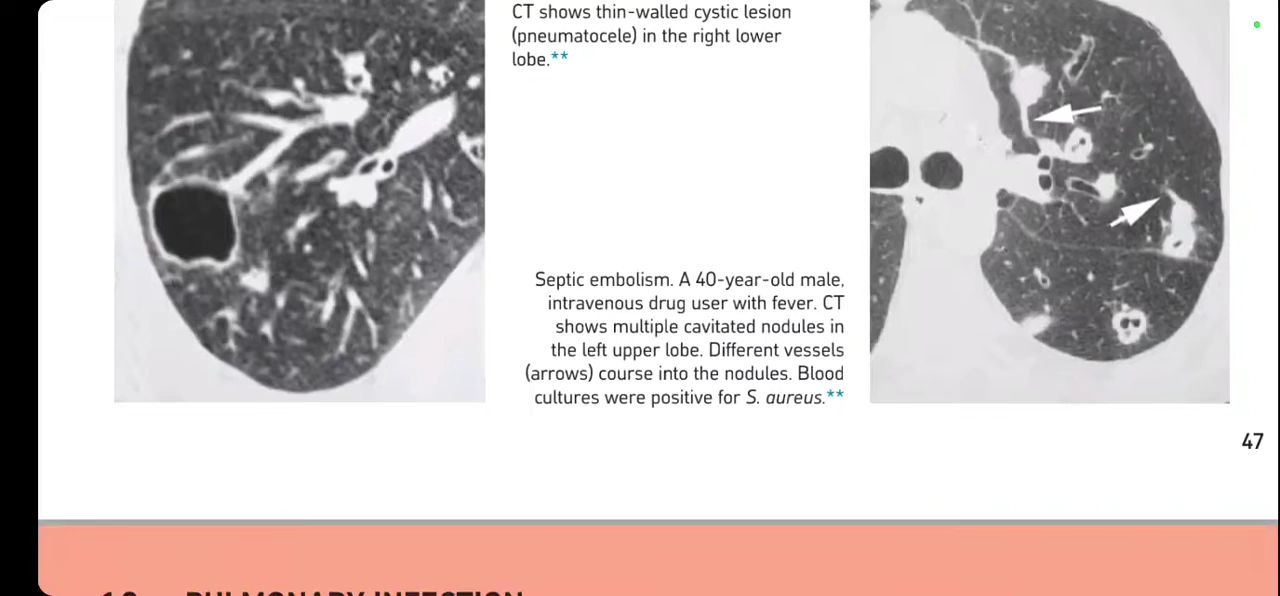 CT shows thin-walled cystic lesion
(pneumatocele) in the right lower
lobe.**
Septic embolism. A 40-year-old male,
intravenous drug user with fever. CT
shows multiple cavitated nodules in
the left upper lobe. Different vessels
(arrows) course into the nodules. Blood
cultures were positive for S. aureus.**
47
PULMONARY INFECTION